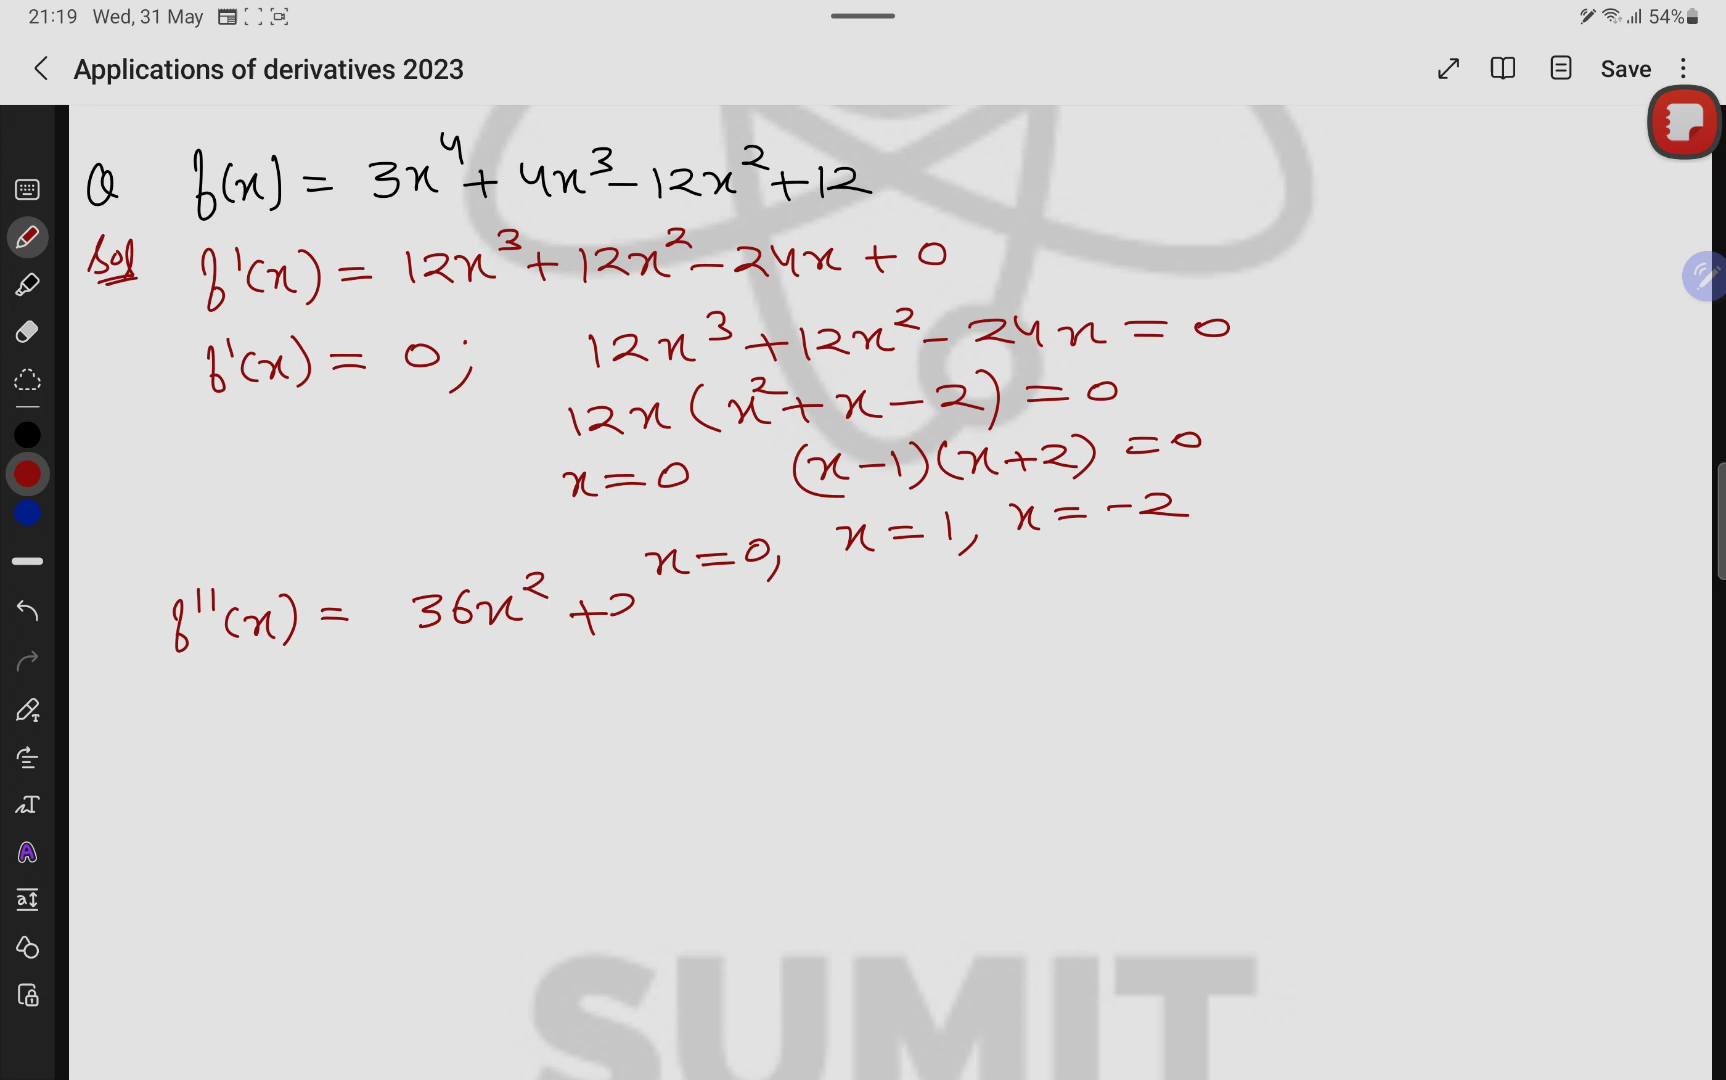 21:19 Wed, 31 May 54%
Applications of derivatives 2023 Save
Q f(x) = 3x⁴ + 4x³ - 12x² + 12
Sol f'(x) = 12x³ + 12x² - 24x + 0
f'(x) = 0; 12x³ + 12x² - 24x = 0
12x (x² + x - 2) = 0
x = 0 (x - 1)(x + 2) = 0
x = 0, x = 1, x = -2
f''(x) = 36x² +
SUMIT